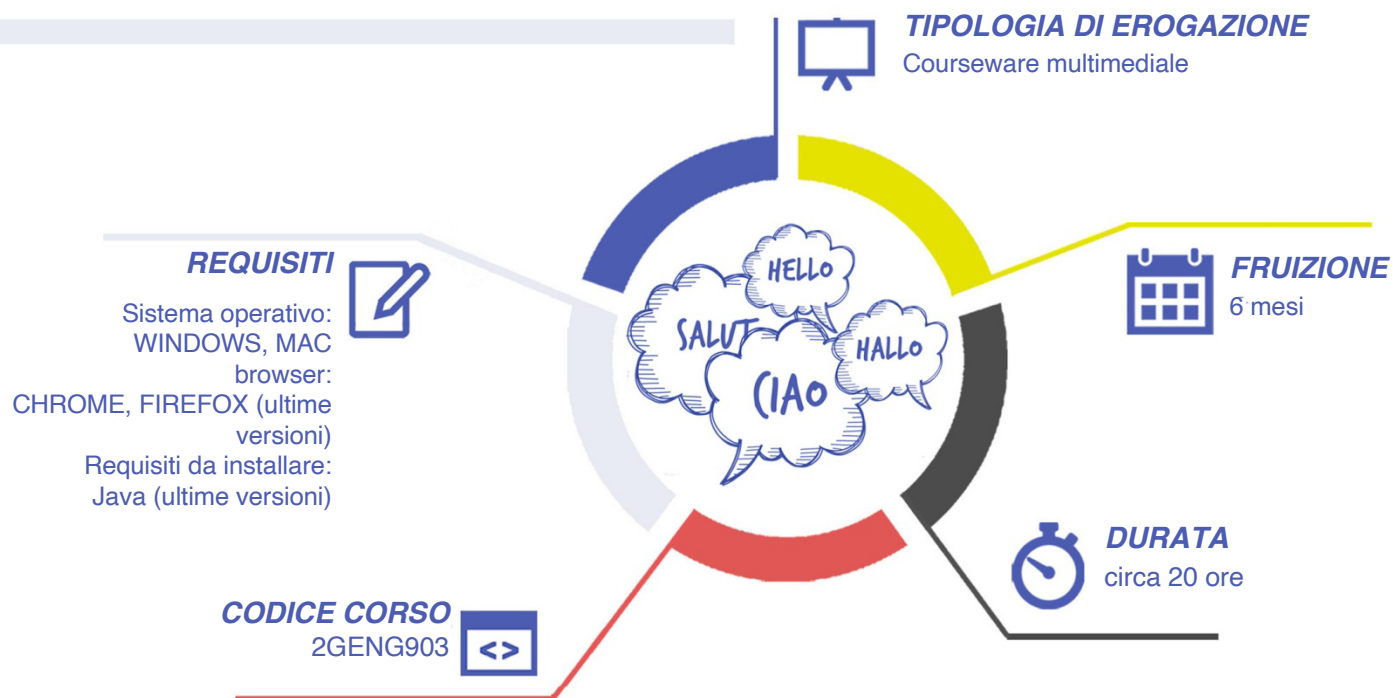 TIPOLOGIA DI EROGAZIONE
Courseware multimediale
REQUISITI
Sistema operativo:
WINDOWS, MAC
browser:
CHROME, FIREFOX (ultime
versioni)
Requisiti da installare:
Java (ultime versioni)
HELLO
SALUT
HALLO
CIAO
FRUIZIONE
6 mesi
DURATA
circa 20 ore
CODICE CORSO
2GENG903
<>